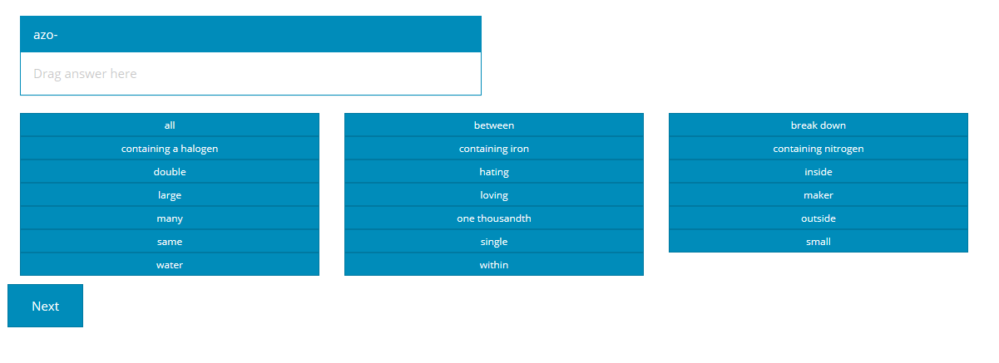 azo-
Drag answer here
all
containing a halogen
double
large
many
same
water
between
containing iron
hating
loving
one thousandth
single
within
break down
containing nitrogen
inside
maker
outside
small
Next